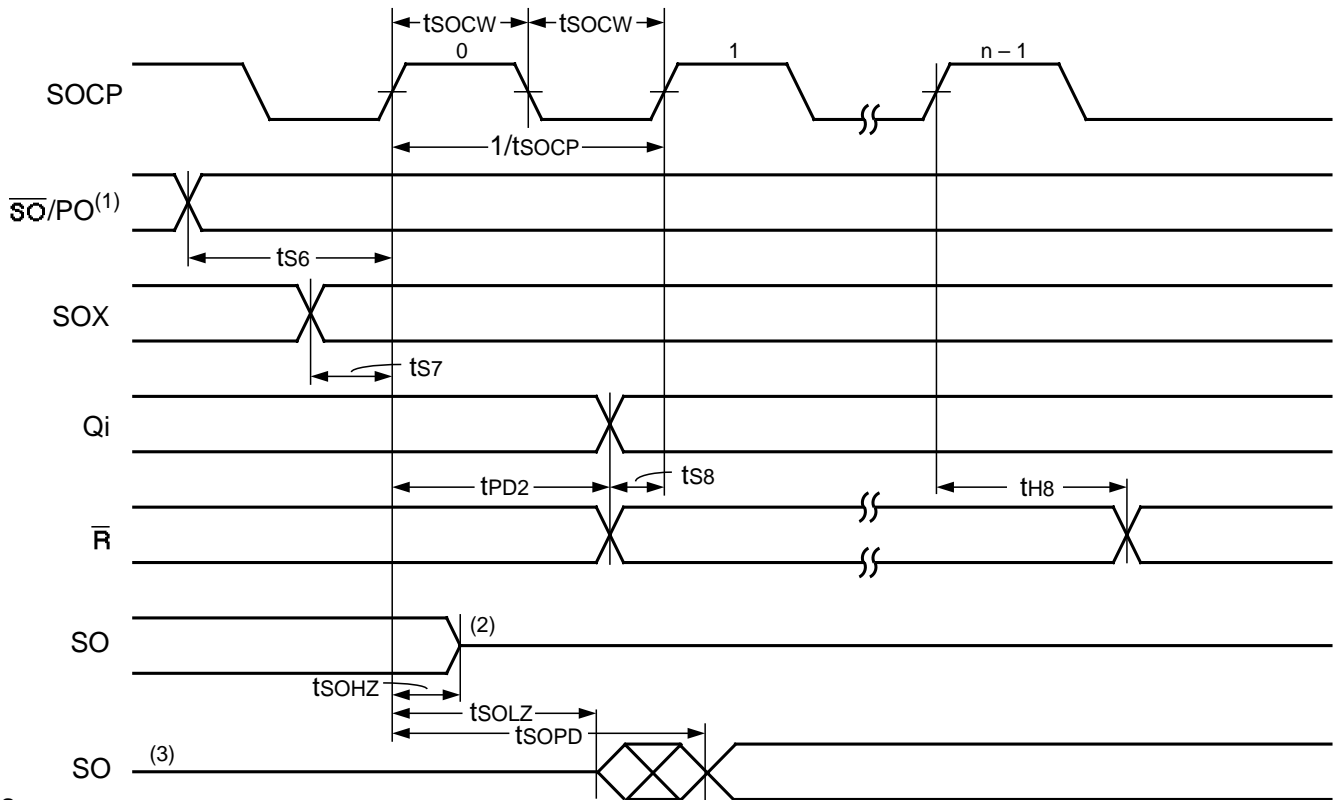 tSOCW tSOCW
0 1 n – 1
SOCP
1/tSOCP
SO/PO(1)
tS6
SOX
tS7
Qi
tPD2 tS8 tH8
R
SO (2)
tSOHZ
tSOLZ
tSOPD
SO (3)